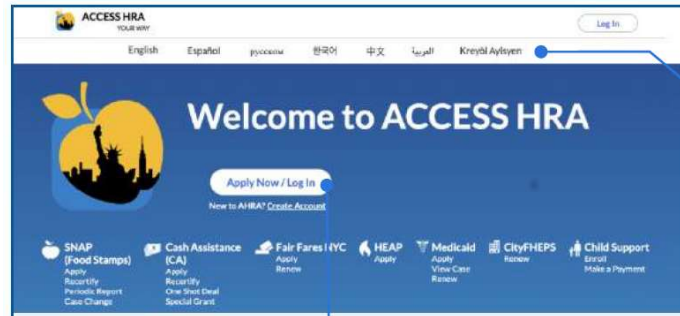 ACCESS HRA
YOUR WAY
Log In
English Español русском 한국어 中文 العربية Kreyòl Ayisyen
Welcome to ACCESS HRA
Apply Now / Log In
New to AHRA? Create Account
SNAP
(Food Stamps)
Apply
Recertify
Periodic Report
Case Change
Cash Assistance
(CA)
Apply
Recertify
One Shot Deal
Special Grant
Fair Fares NYC
Apply
Renew
HEAP
Apply
Medicaid
Apply
View Case
Renew
CityFHEPS
Renew
Child Support
Enroll
Make a Payment